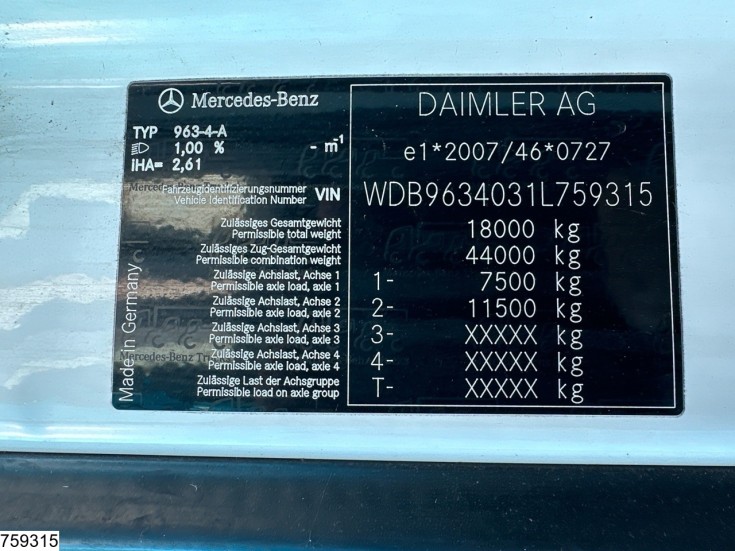 Mercedes-Benz
DAIMLER AG
TYP 963-4-A
1,00 % - m⁻¹
IHA= 2,61
e1*2007/46*0727
Fahrzeugidentifizierungsnummer
Vehicle Identification Number VIN WDB9634031L759315
Zulässiges Gesamtgewicht
Permissible total weight 18000 kg
Zulässiges Zug-Gesamtgewicht
Permissible combination weight 44000 kg
Zulässige Achslast, Achse 1
Permissible axle load, axle 1 1- 7500 kg
Zulässige Achslast, Achse 2
Permissible axle load, axle 2 2- 11500 kg
Zulässige Achslast, Achse 3
Permissible axle load, axle 3 3- XXXXX kg
Zulässige Achslast, Achse 4
Permissible axle load, axle 4 4- XXXXX kg
Zulässige Last der Achsgruppe
Permissible load on axle group T- XXXXX kg
Made in Germany
759315